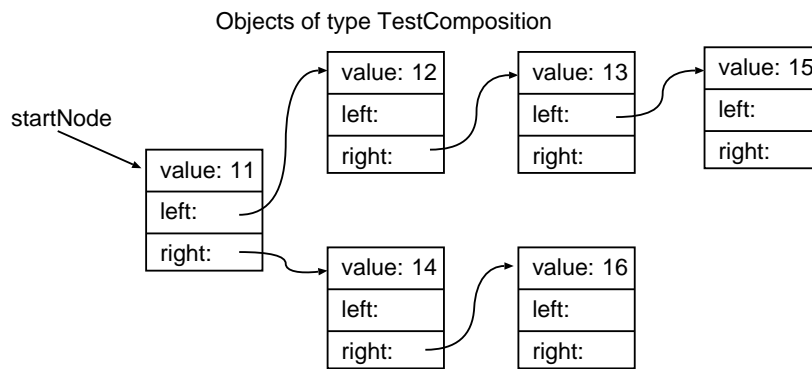 Objects of type TestComposition
startNode
value: 11
left:
right:
value: 12
left:
right:
value: 13
left:
right:
value: 15
left:
right:
value: 14
left:
right:
value: 16
left:
right: